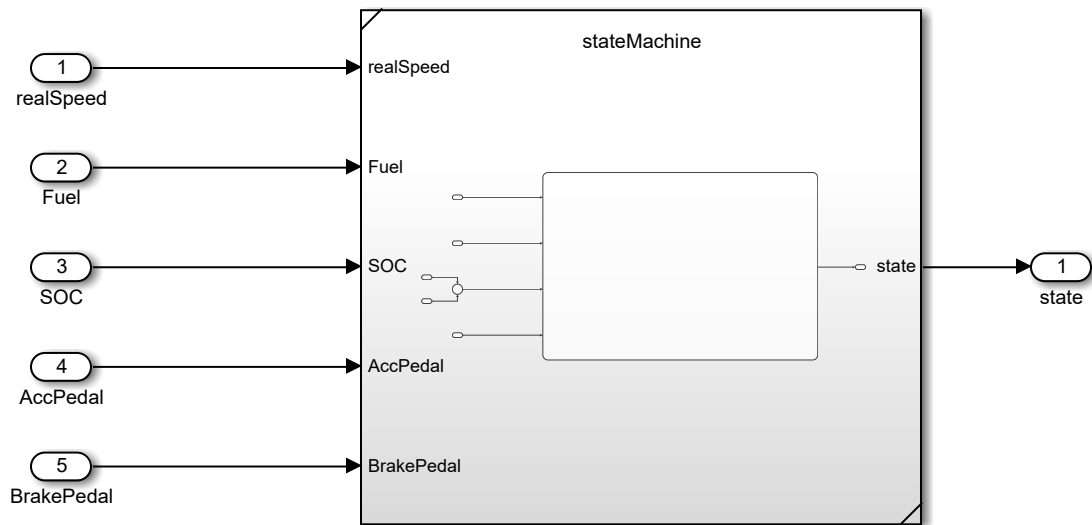 stateMachine
1
realSpeed
realSpeed
2
Fuel
Fuel
3
SOC
SOC
state
1
state
4
AccPedal
AccPedal
5
BrakePedal
BrakePedal